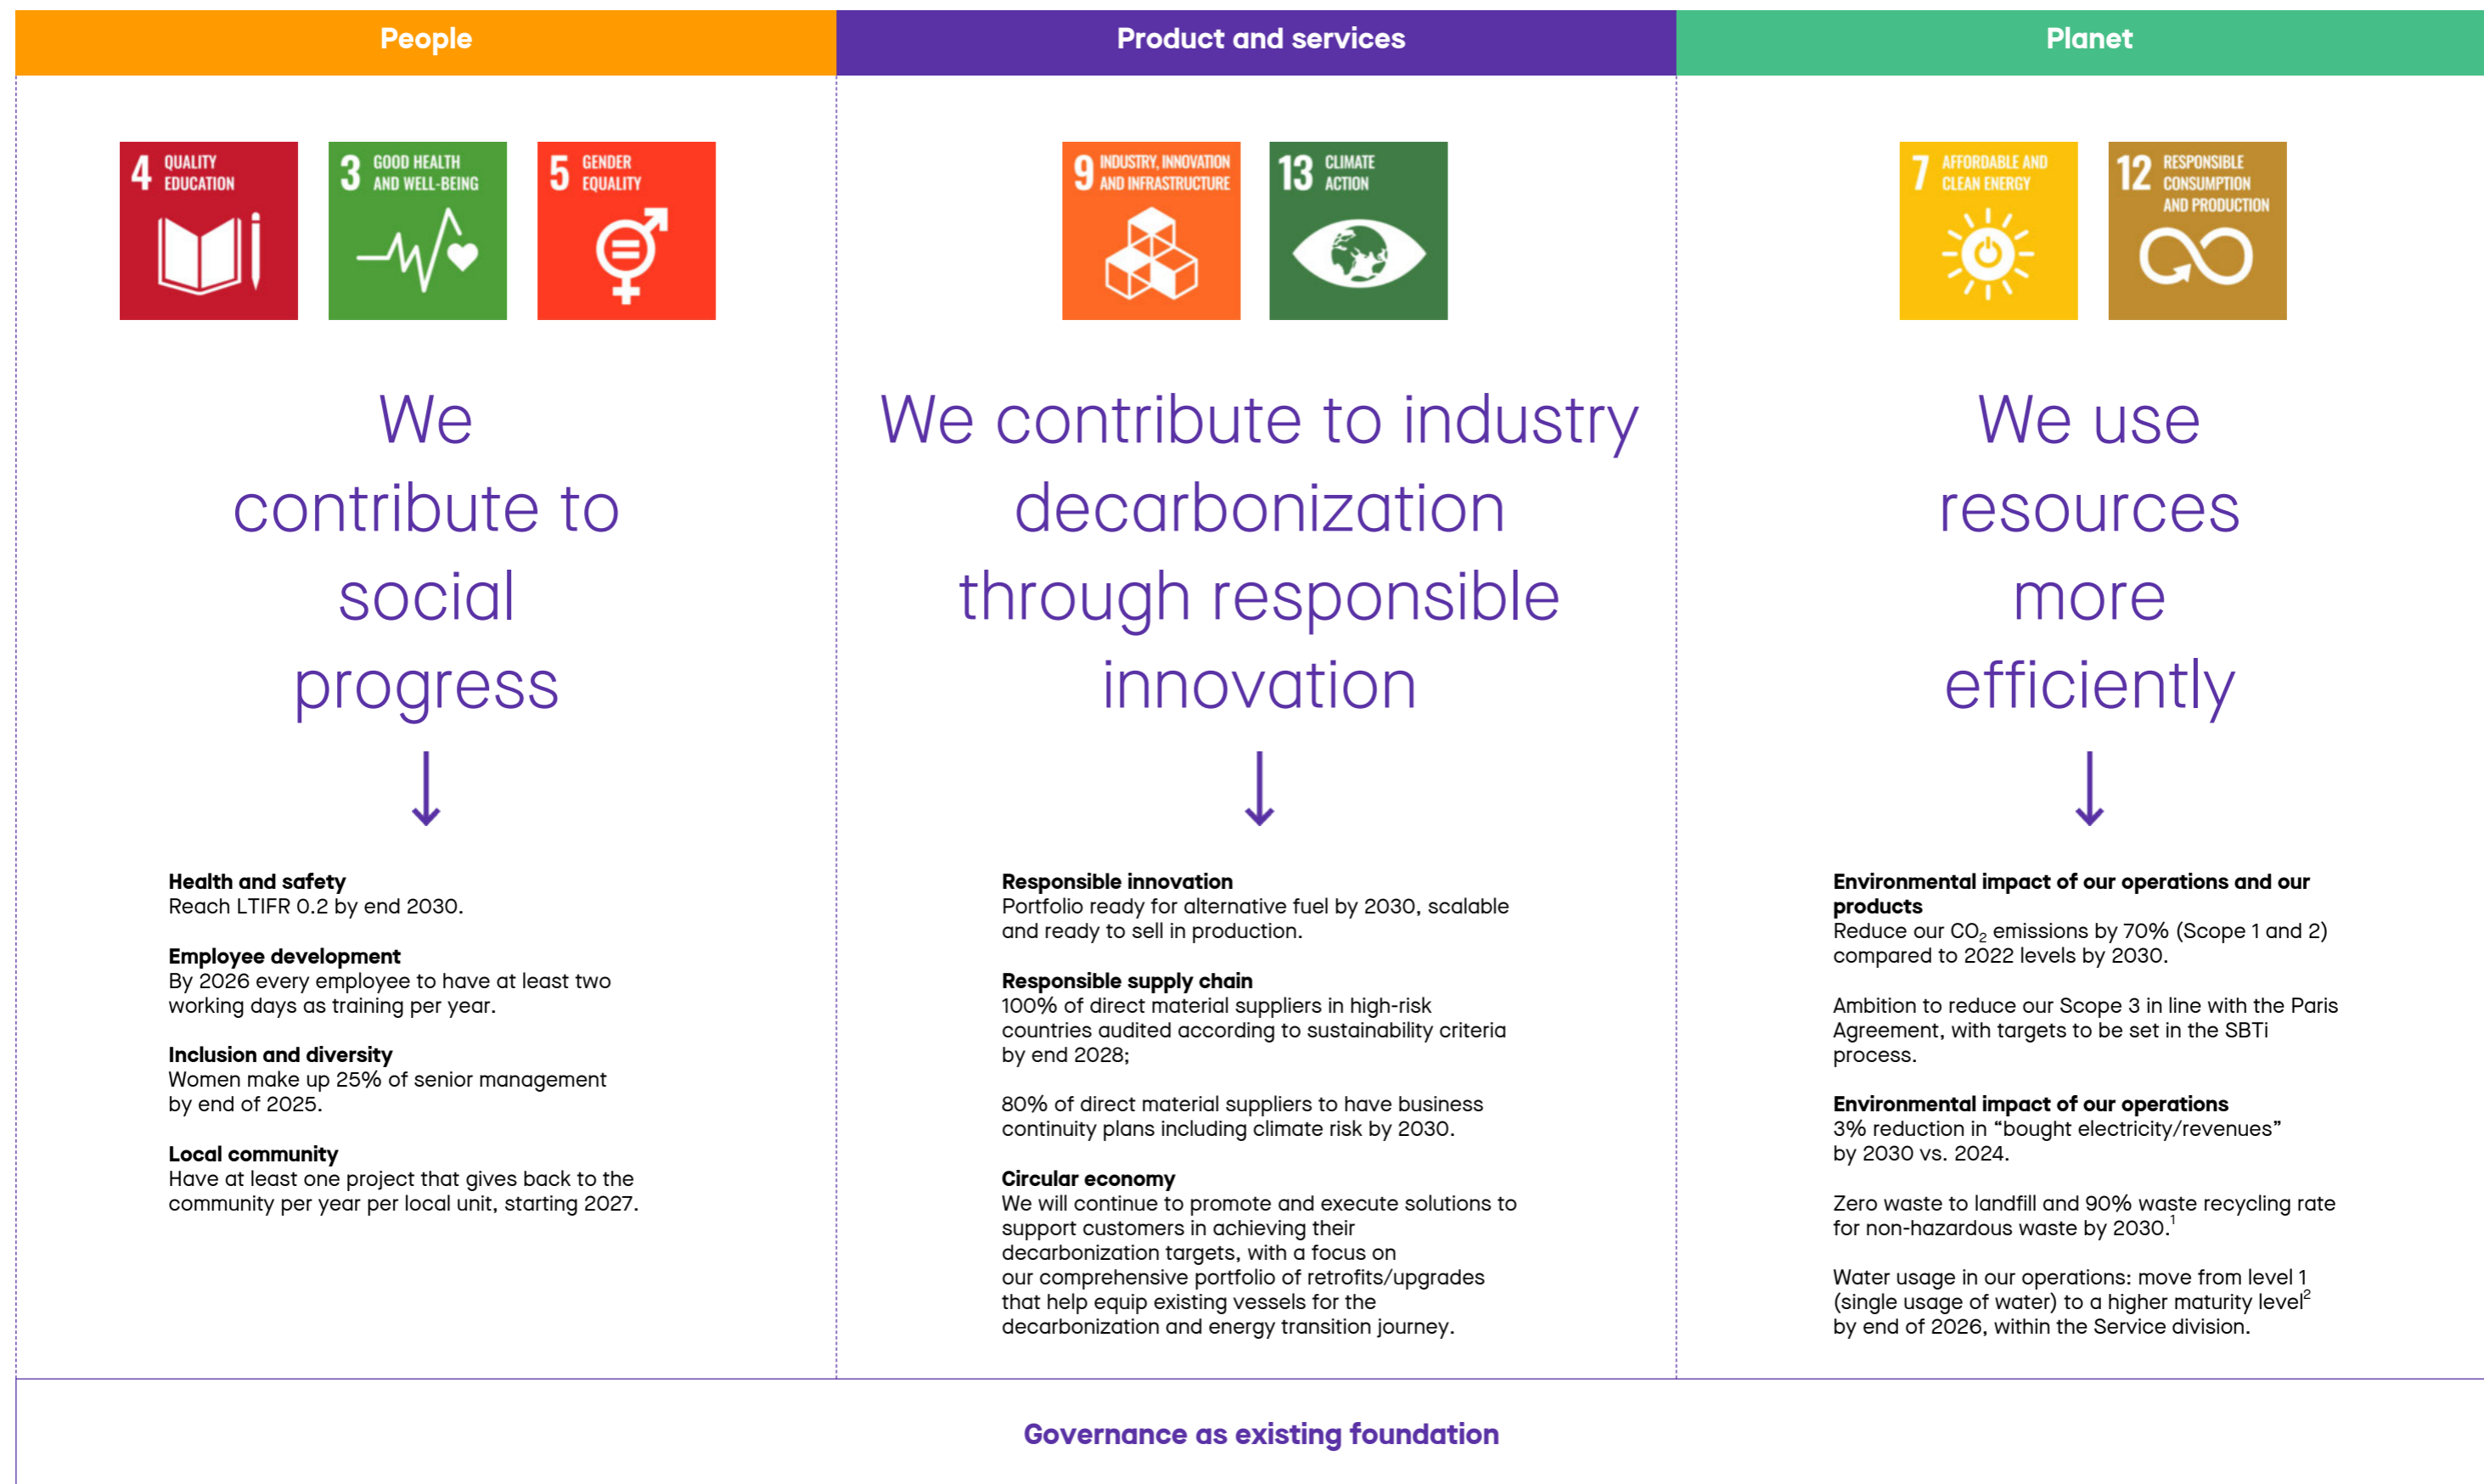 People
4 QUALITY
EDUCATION
3 GOOD HEALTH
AND WELL-BEING
5 GENDER
EQUALITY
We
contribute to
social
progress
Health and safety
Reach LTIFR 0.2 by end 2030.
Employee development
By 2026 every employee to have at least two
working days as training per year.
Inclusion and diversity
Women make up 25% of senior management
by end of 2025.
Local community
Have at least one project that gives back to the
community per year per local unit, starting 2027.
Product and services
9 INDUSTRY, INNOVATION
AND INFRASTRUCTURE
13 CLIMATE
ACTION
We contribute to industry
decarbonization
through responsible
innovation
Responsible innovation
Portfolio ready for alternative fuel by 2030, scalable
and ready to sell in production.
Responsible supply chain
100% of direct material suppliers in high-risk
countries audited according to sustainability criteria
by end 2028;
80% of direct material suppliers to have business
continuity plans including climate risk by 2030.
Circular economy
We will continue to promote and execute solutions to
support customers in achieving their
decarbonization targets, with a focus on
our comprehensive portfolio of retrofits/upgrades
that help equip existing vessels for the
decarbonization and energy transition journey.
Planet
7 AFFORDABLE AND
CLEAN ENERGY
12 RESPONSIBLE
CONSUMPTION
AND PRODUCTION
We use
resources
more
efficiently
Environmental impact of our operations and our
products
Reduce our CO₂ emissions by 70% (Scope 1 and 2)
compared to 2022 levels by 2030.
Ambition to reduce our Scope 3 in line with the Paris
Agreement, with targets to be set in the SBTi
process.
Environmental impact of our operations
3% reduction in “bought electricity/revenues”
by 2030 vs. 2024.
Zero waste to landfill and 90% waste recycling rate
for non-hazardous waste by 2030.¹
Water usage in our operations: move from level 1
(single usage of water) to a higher maturity level²
by end of 2026, within the Service division.
Governance as existing foundation